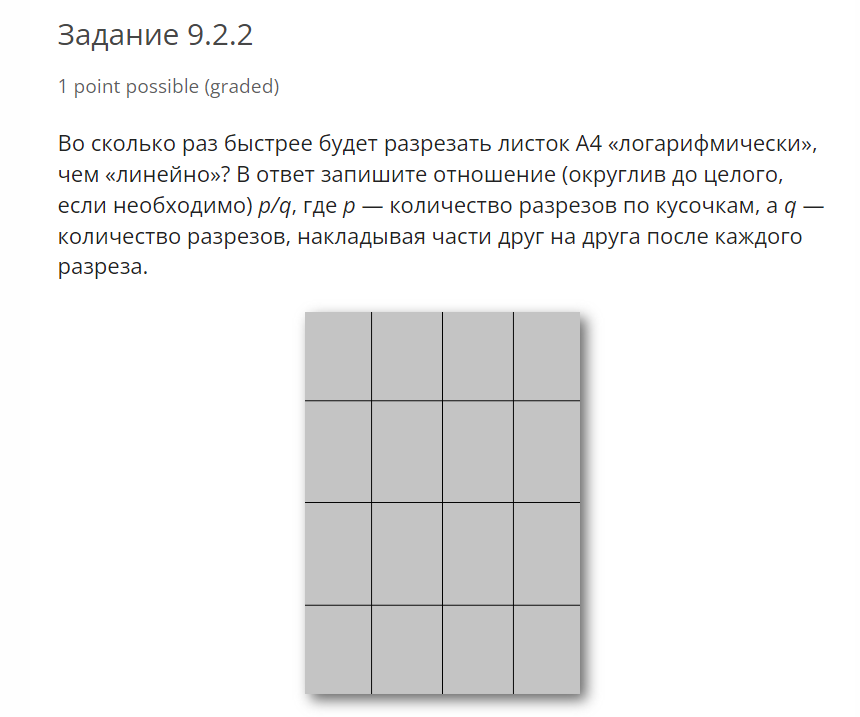 Задание 9.2.2
1 point possible (graded)
Во сколько раз быстрее будет разрезать листок А4 «логарифмически»,
чем «линейно»? В ответ запишите отношение (округлив до целого,
если необходимо) p/q, где p — количество разрезов по кусочкам, а q —
количество разрезов, накладывая части друг на друга после каждого
разреза.